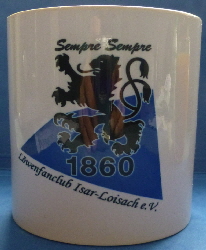 Sempre Sempre
1860
Löwenfanclub Isar-Loisach e.V.